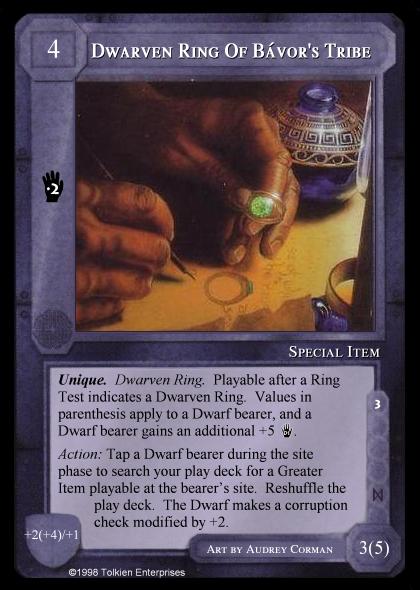 4
DWARVEN RING OF BÁVOR'S TRIBE
2
SPECIAL ITEM
Unique. Dwarven Ring. Playable after a Ring
Test indicates a Dwarven Ring. Values in
parenthesis apply to a Dwarf bearer, and a
Dwarf bearer gains an additional +5 .
3
Action: Tap a Dwarf bearer during the site
phase to search your play deck for a Greater
Item playable at the bearer's site. Reshuffle the
play deck. The Dwarf makes a corruption
check modified by +2.
+2(+4)/+1
ART BY AUDREY CORMAN
3(5)
©1998 Tolkien Enterprises